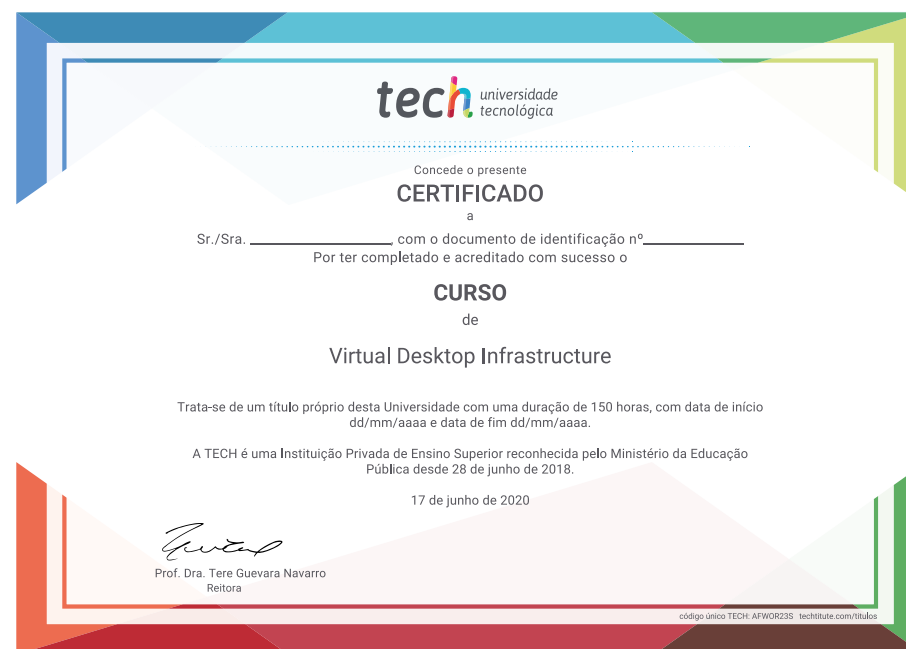 tech universidade
tecnológica
Concede o presente
CERTIFICADO
a
Sr./Sra. ________________, com o documento de identificação nº____________
Por ter completado e acreditado com sucesso o
CURSO
de
Virtual Desktop Infrastructure
Trata-se de um título próprio desta Universidade com uma duração de 150 horas, com data de início
dd/mm/aaaa e data de fim dd/mm/aaaa.
A TECH é uma Instituição Privada de Ensino Superior reconhecida pelo Ministério da Educação
Pública desde 28 de junho de 2018.
17 de junho de 2020
Prof. Dra. Tere Guevara Navarro
Reitora
código único TECH: AFWOR23S techtitute.com/titulos